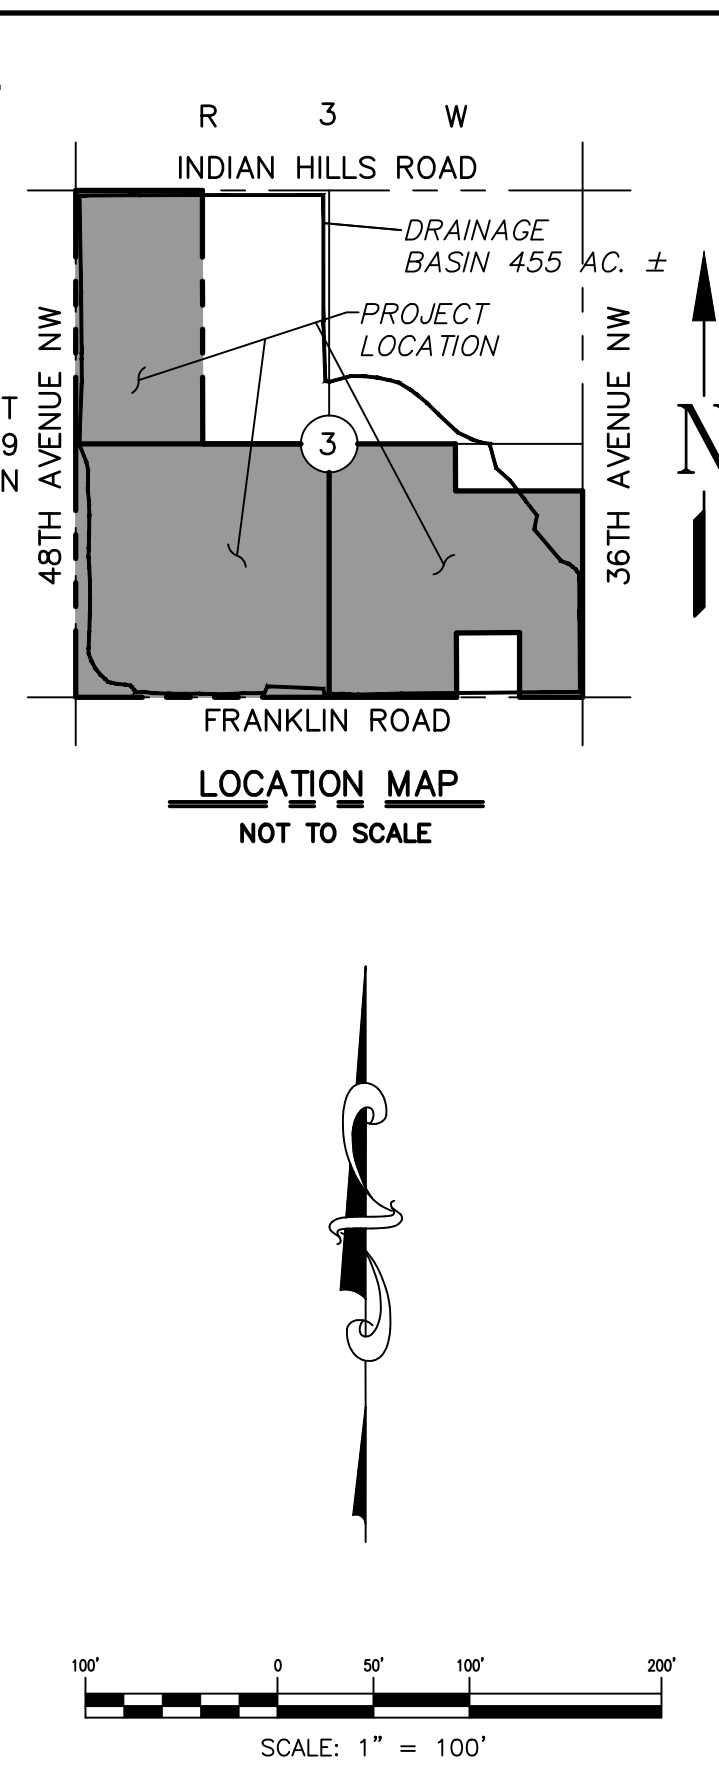 R 3 W
INDIAN HILLS ROAD
DRAINAGE
BASIN 455 AC. ±
PROJECT
LOCATION
48TH AVENUE NW
36TH AVENUE NW
T
9
N
3
N
FRANKLIN ROAD
LOCATION MAP
NOT TO SCALE
100' 0 50' 100' 200'
SCALE: 1" = 100'